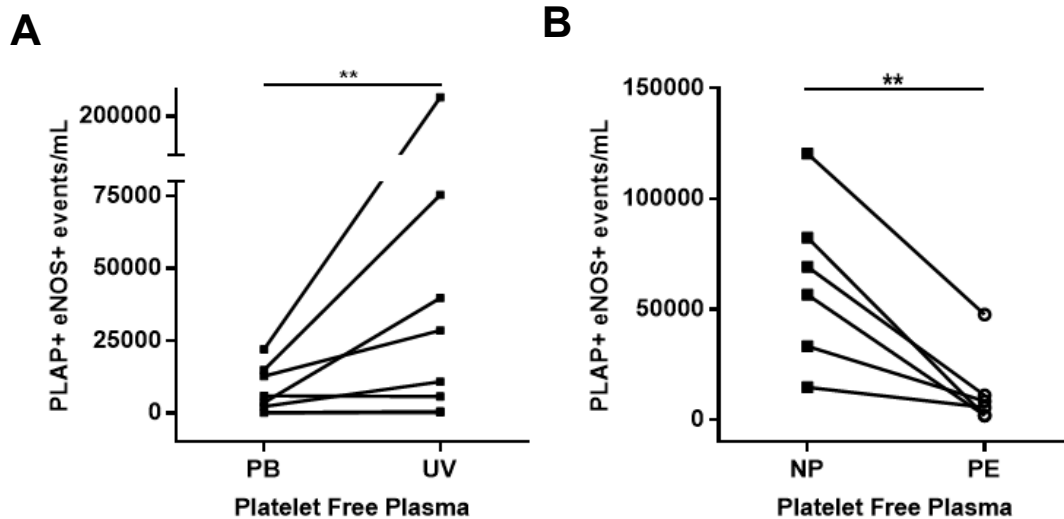 A
**
PLAP+ eNOS+ events/mL
200000
75000
50000
25000
0
PB
UV
Platelet Free Plasma
B
**
PLAP+ eNOS+ events/mL
150000
100000
50000
0
NP
PE
Platelet Free Plasma